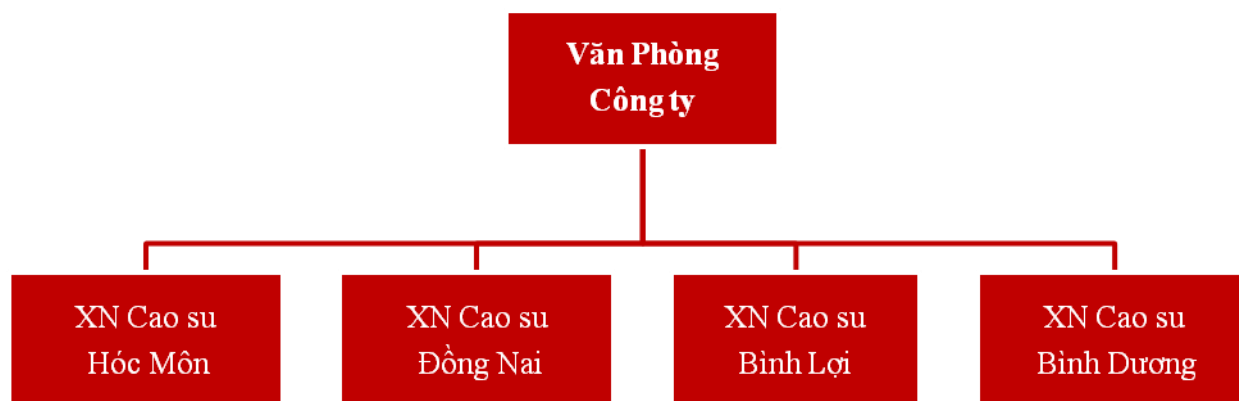 Văn Phòng
Công ty
XN Cao su
Hóc Môn
XN Cao su
Đồng Nai
XN Cao su
Bình Lợi
XN Cao su
Bình Dương